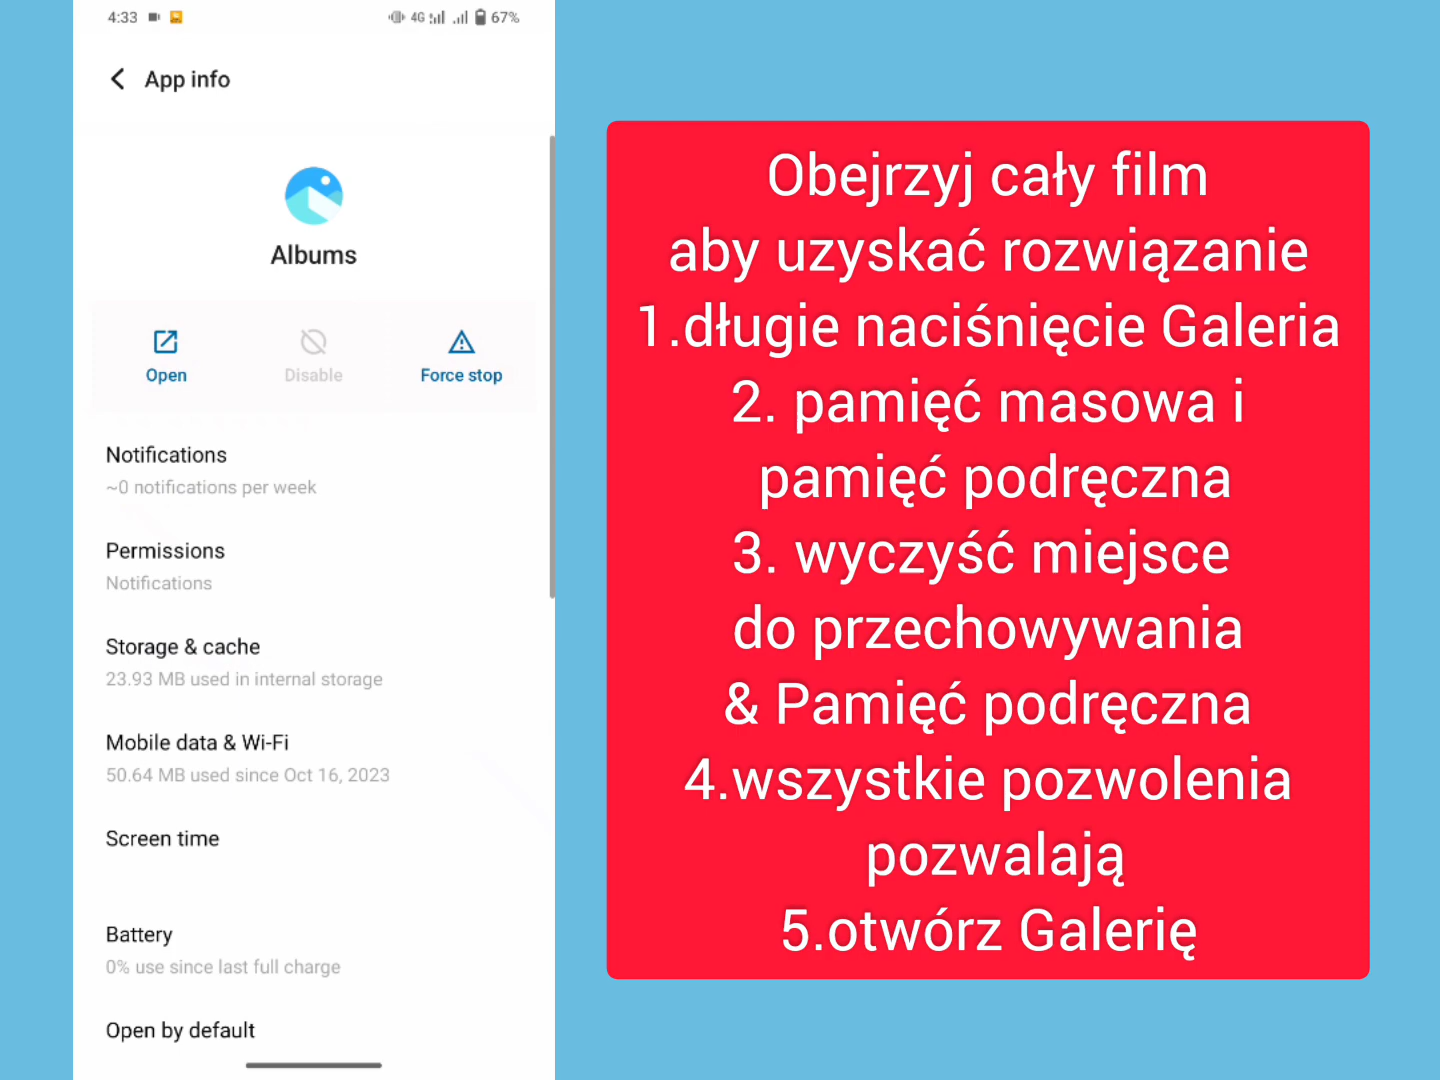 4:33
4G
67%
App info
Albums
Open
Disable
Force stop
Notifications
~0 notifications per week
Permissions
Notifications
Storage & cache
23.93 MB used in internal storage
Mobile data & Wi-Fi
50.64 MB used since Oct 16, 2023
Screen time
Battery
0% use since last full charge
Open by default
Obejrzyj cały film
aby uzyskać rozwiązanie
1.długie naciśnięcie Galeria
2. pamięć masowa i
pamięć podręczna
3. wyczyść miejsce
do przechowywania
& Pamięć podręczna
4.wszystkie pozwolenia
pozwalają
5.otwórz Galerię